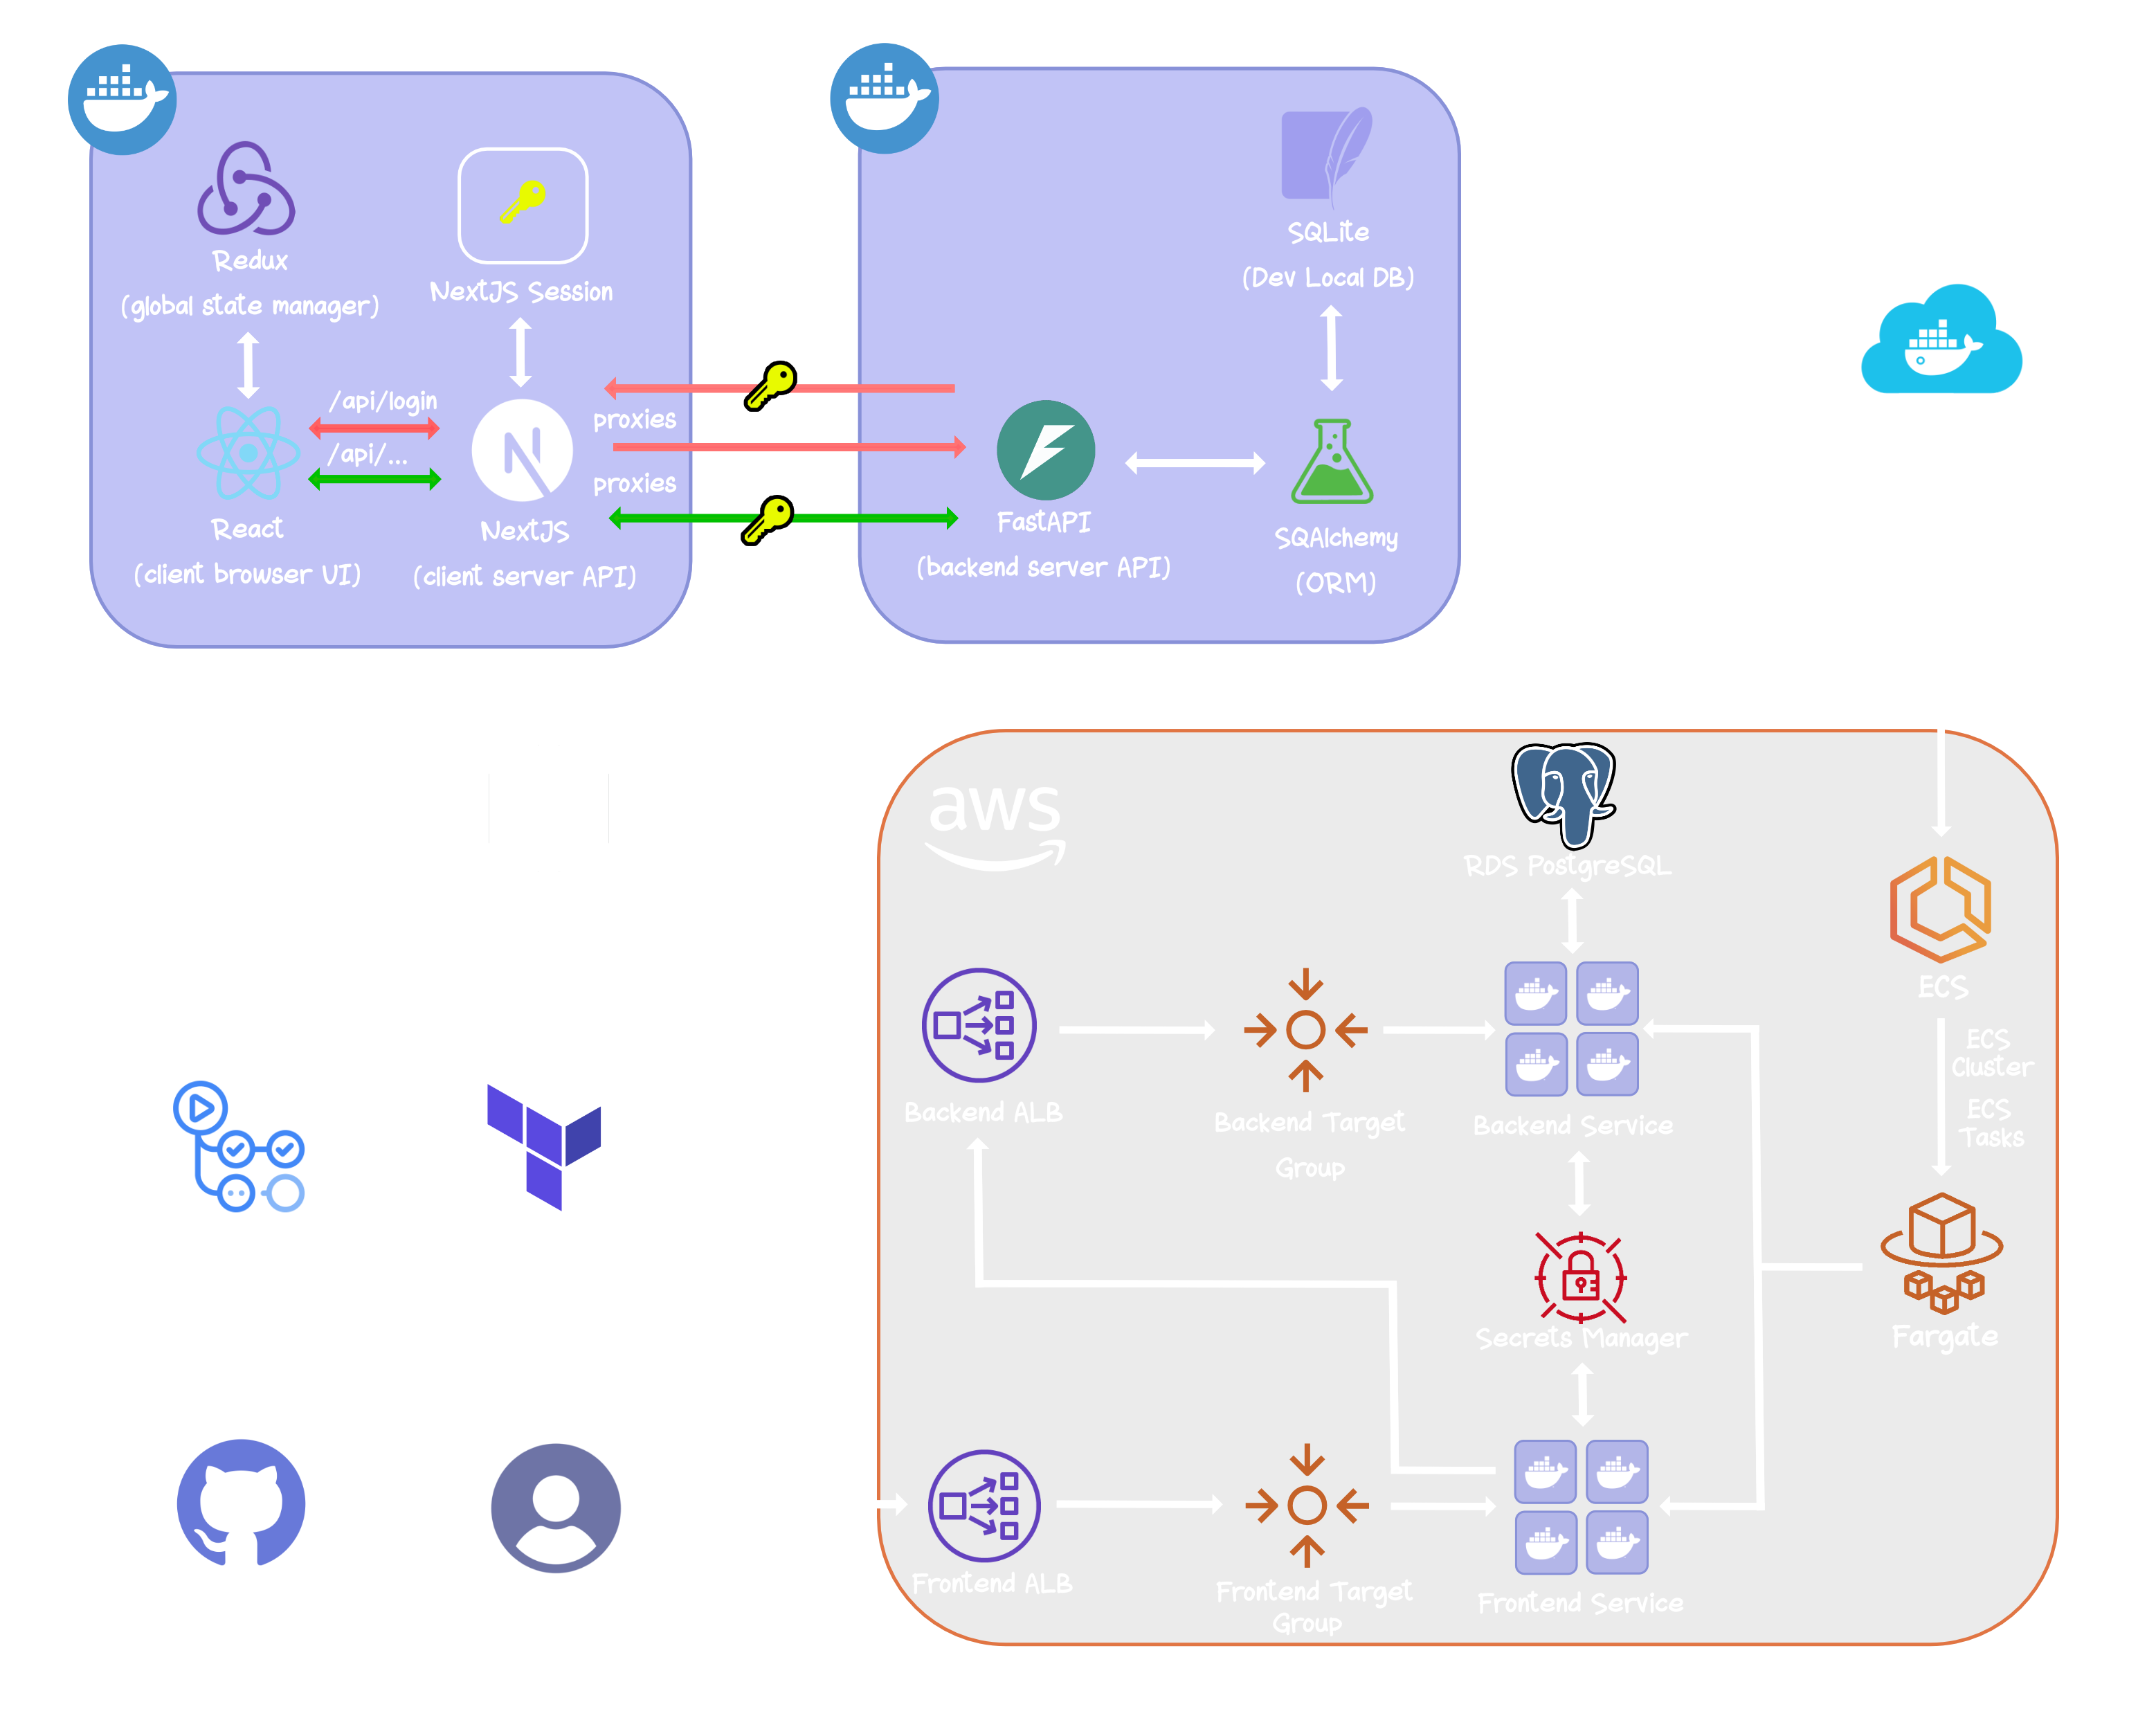 Redux
(global state manager)
NextJS Session
/api/login
/api/...
React
(client browser UI)
NextJS
(client server API)
proxies
proxies
SQLite
(Dev Local DB)
FastAPI
(backend server API)
SQAlchemy
(ORM)
aws
RDS PostgreSQL
ECS
ECS
Cluster
ECS
Tasks
Backend ALB
Backend Target
Group
Backend Service
Secrets Manager
Fargate
Frontend ALB
Frontend Target
Group
Frontend Service